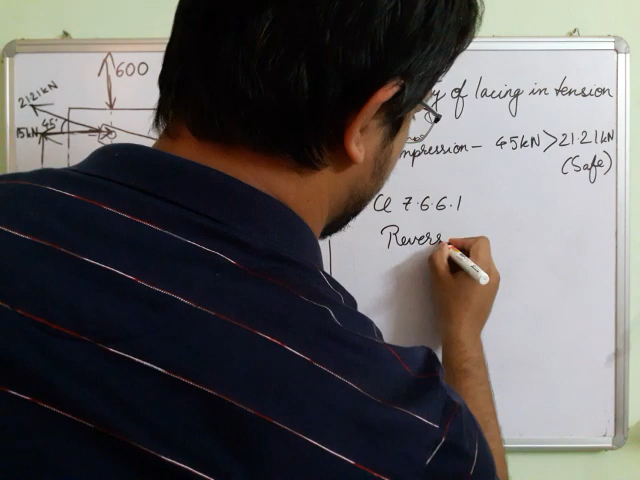 600
21.21kN
15kN 45°
of lacing in tension
mpression - 45kN > 21.21kN
(Safe)
Cl 7.6.6.1
Revers